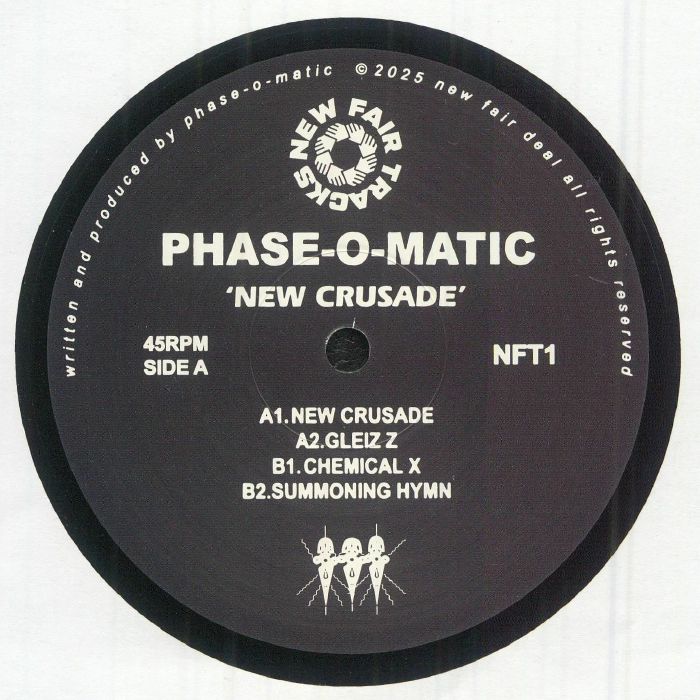 written and produced by phase-o-matic ©2025 new fair deal all rights reserved
NEW FAIR TRACKS
PHASE-O-MATIC
‘NEW CRUSADE’
45RPM
SIDE A
NFT1
A1.NEW CRUSADE
A2.GLEIZ Z
B1.CHEMICAL X
B2.SUMMONING HYMN